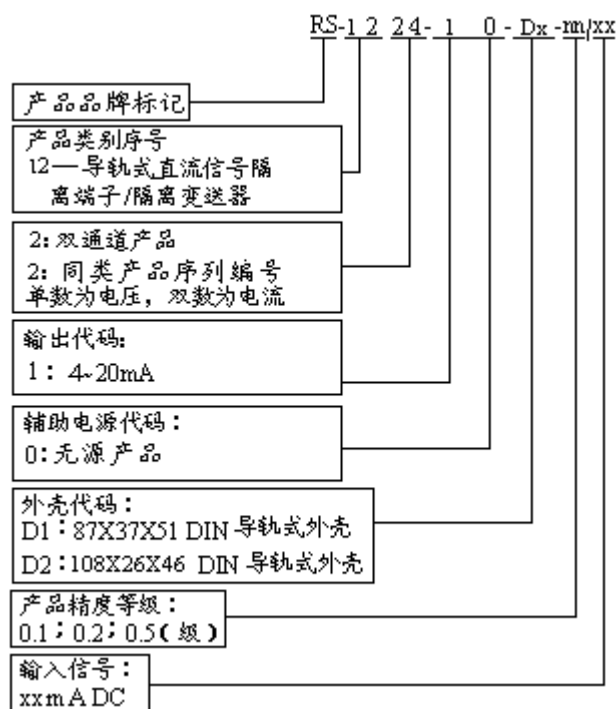 RS-12 24-1 0-Dx-nn/xx
产品品牌标记
产品类别序号
12——导轨式直流信号隔
离端子/隔离变送器
2:双通道产品
2:同类产品序列编号
单数为电压，双数为电流
输出代码:
1：4~20mA
辅助电源代码：
0:无源产品
外壳代码：
D1：87X37X51 DIN 导轨式外壳
D2:108X26X46 DIN 导轨式外壳
产品精度等级：
0.1；0.2；0.5(级)
输入信号：
xxmA DC